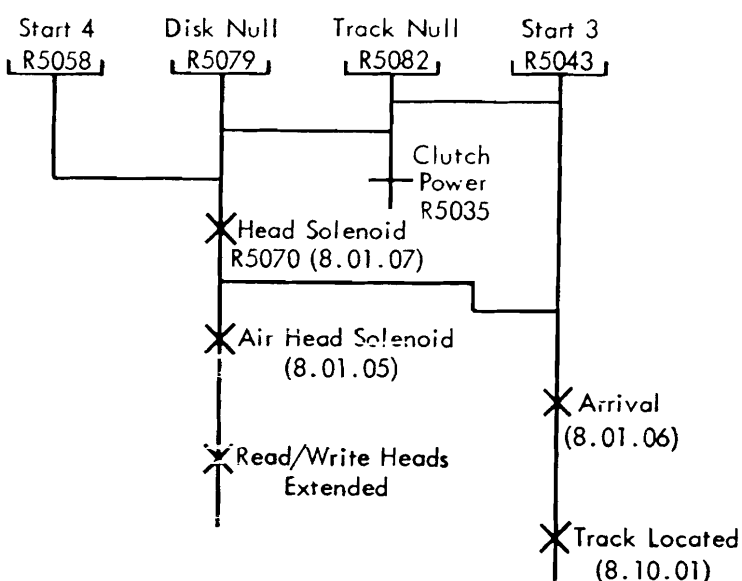 Start 4
Disk Null
Track Null
Start 3
R5058
R5079
R5082
R5043
Clutch
Power
R5035
Head Solenoid
R5070 (8.01.07)
Air Head Solenoid
(8.01.05)
Arrival
(8.01.06)
Read/Write Heads
Extended
Track Located
(8.10.01)